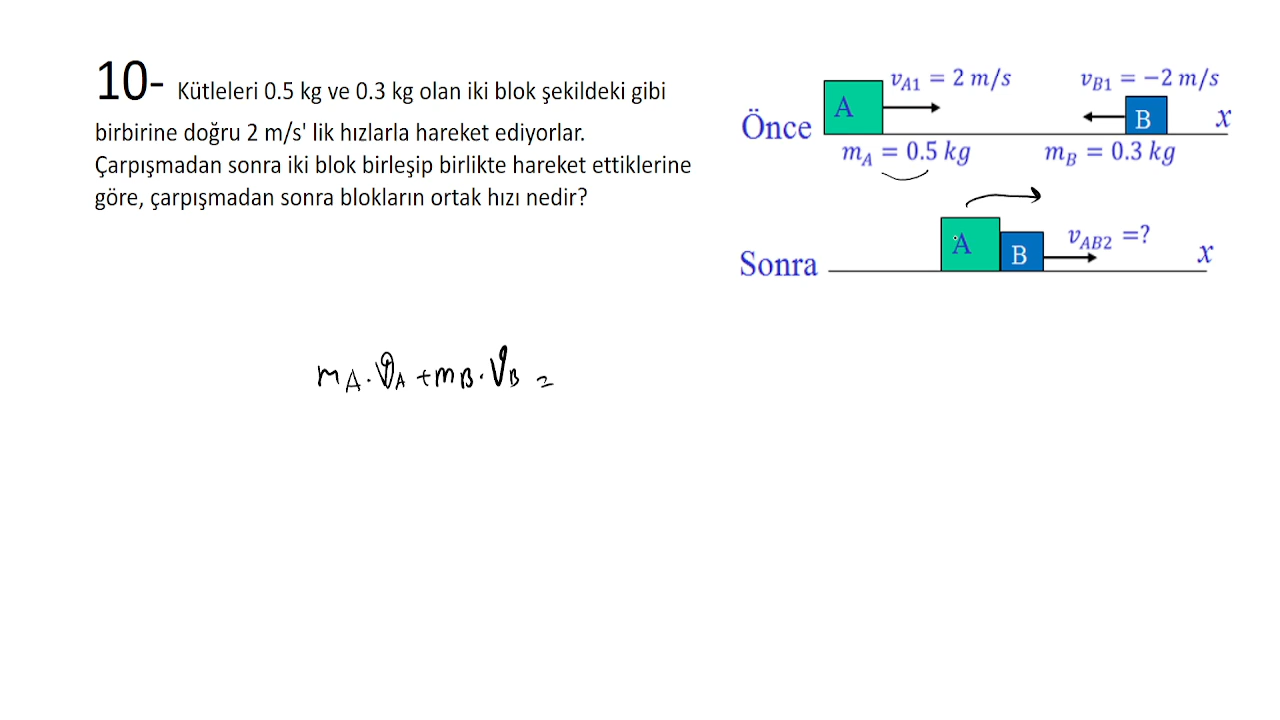 10- Kütleleri 0.5 kg ve 0.3 kg olan iki blok şekildeki gibi
birbirine doğru 2 m/s' lik hızlarla hareket ediyorlar.
Çarpışmadan sonra iki blok birleşip birlikte hareket ettiklerine
göre, çarpışmadan sonra blokların ortak hızı nedir?
v_A1 = 2 m/s
v_B1 = −2 m/s
Önce
A
B
x
m_A = 0.5 kg
m_B = 0.3 kg
Sonra
A
B
v_AB2 =?
x
m_A . v_A + m_B . v_B =